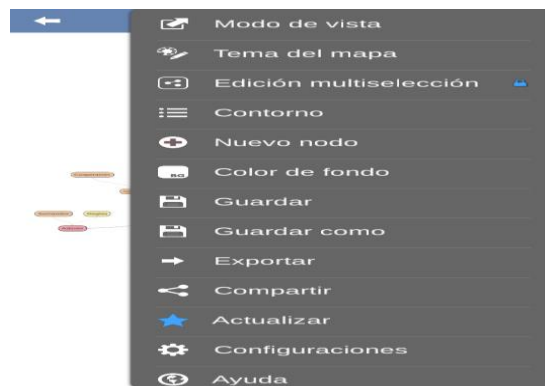 Modo de vista
Tema del mapa
Edición multiselección
Contorno
Nuevo nodo
BG
Color de fondo
Guardar
Guardar como
Exportar
Compartir
Actualizar
Configuraciones
Ayuda